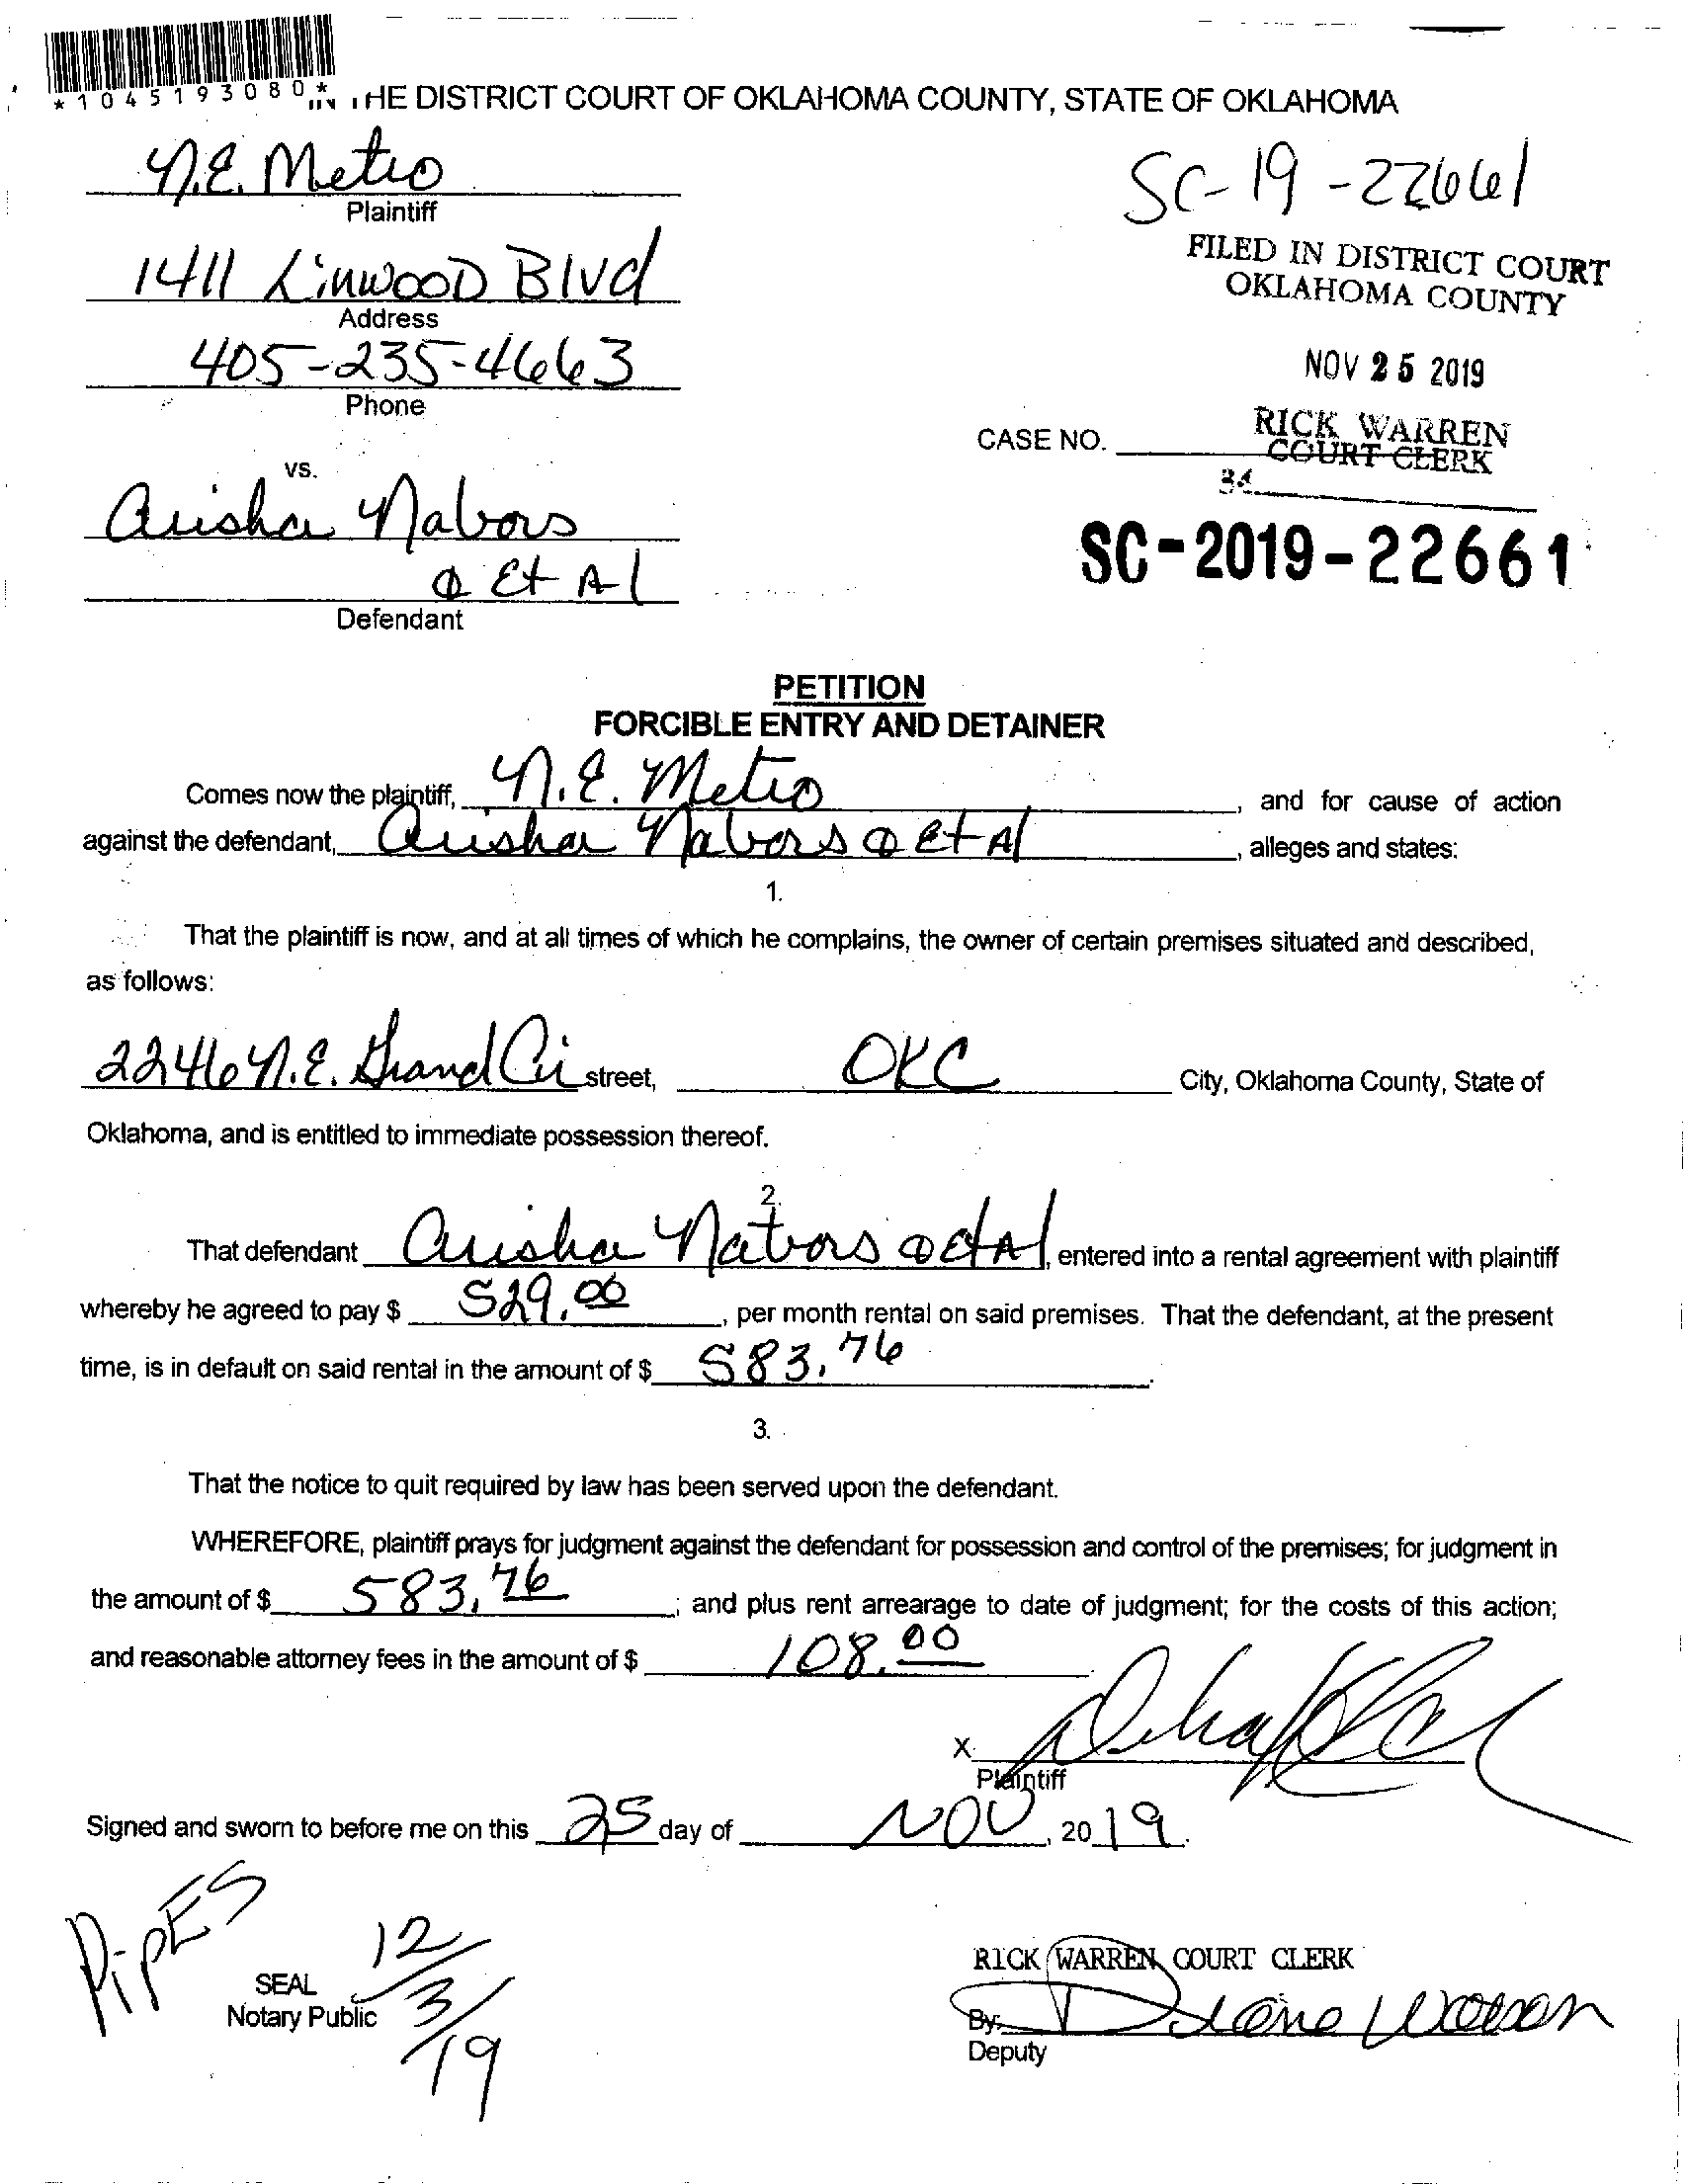 *1045193080*
IN THE DISTRICT COURT OF OKLAHOMA COUNTY, STATE OF OKLAHOMA
N.E. Metro
Plaintiff
SC-19-22661
1411 LinwooD Blvd
Address
FILED IN DISTRICT COURT
OKLAHOMA COUNTY
405-235-4663
Phone
NOV 25 2019
RICK WARREN
COURT CLERK
CASE NO.
34
vs.
Arisha Nabors
& Et Al
Defendant
SC-2019-22661
PETITION
FORCIBLE ENTRY AND DETAINER
Comes now the plaintiff, N.E. Metro, and for cause of action
against the defendant, Arisha Nabors & Et Al, alleges and states:
1.
That the plaintiff is now, and at all times of which he complains, the owner of certain premises situated and described,
as follows:
2246 N.E. Grand Cir street, OKC City, Oklahoma County, State of
Oklahoma, and is entitled to immediate possession thereof.
2.
That defendant Arisha Nabors & et Al, entered into a rental agreement with plaintiff
whereby he agreed to pay $ 529.00, per month rental on said premises. That the defendant, at the present
time, is in default on said rental in the amount of $ 583.76.
3.
That the notice to quit required by law has been served upon the defendant.
WHEREFORE, plaintiff prays for judgment against the defendant for possession and control of the premises; for judgment in
the amount of $ 583.76; and plus rent arrearage to date of judgment; for the costs of this action;
and reasonable attorney fees in the amount of $ 108.00
X
Plaintiff
Signed and sworn to before me on this 25 day of NOV, 2019.
PipES
12/3/19
SEAL
Notary Public
RICK WARREN COURT CLERK
By: Diane Watson
Deputy